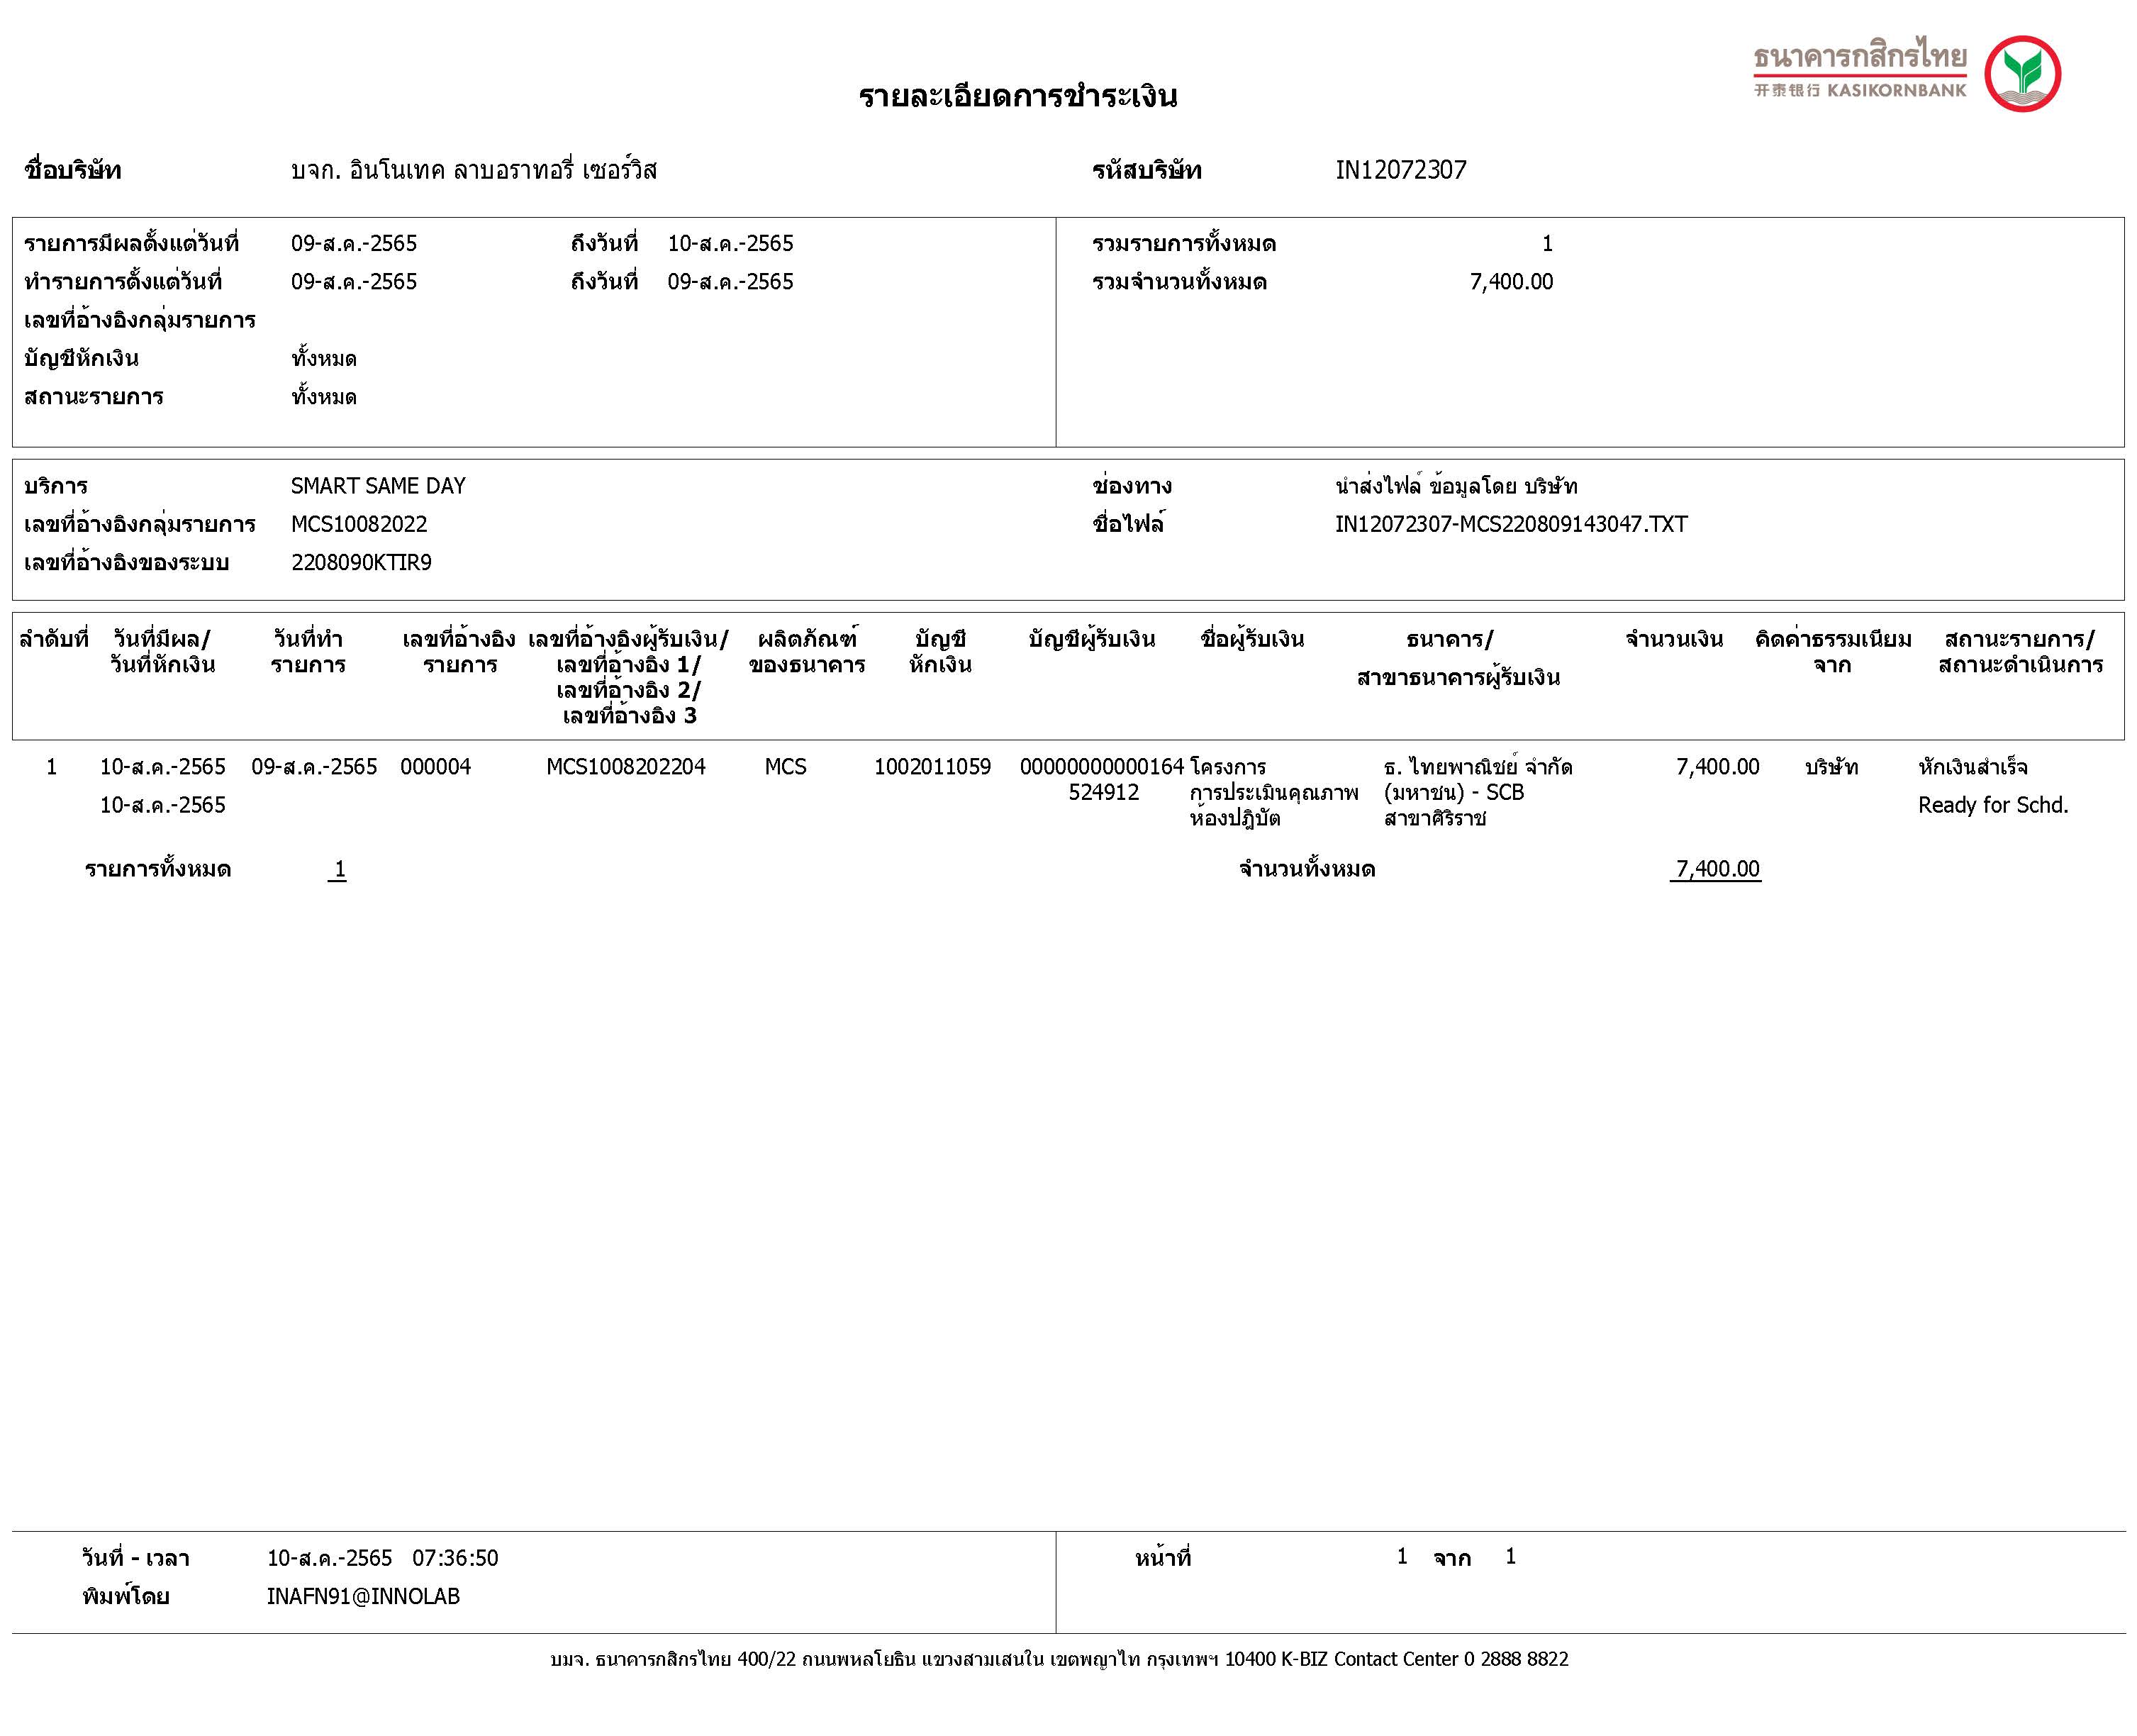 ธนาคารกสิกรไทย
开泰银行 KASIKORNBANK
รายละเอียดการชำระเงิน
ชื่อบริษัท บจก. อินโนเทค ลาบอราทอรี่ เซอร์วิส รหัสบริษัท IN12072307
รายการมีผลตั้งแต่วันที่ 09-ส.ค.-2565 ถึงวันที่ 10-ส.ค.-2565 รวมรายการทั้งหมด 1
ทำรายการตั้งแต่วันที่ 09-ส.ค.-2565 ถึงวันที่ 09-ส.ค.-2565 รวมจำนวนทั้งหมด 7,400.00
เลขที่อ้างอิงกลุ่มรายการ
บัญชีหักเงิน ทั้งหมด
สถานะรายการ ทั้งหมด
บริการ SMART SAME DAY ช่องทาง นำส่งไฟล์ ข้อมูลโดย บริษัท
เลขที่อ้างอิงกลุ่มรายการ MCS10082022 ชื่อไฟล์ IN12072307-MCS220809143047.TXT
เลขที่อ้างอิงของระบบ 2208090KTIR9
ลำดับที่ วันที่มีผล/ วันที่ทำ เลขที่อ้างอิง เลขที่อ้างอิงผู้รับเงิน/ ผลิตภัณฑ์ บัญชี บัญชีผู้รับเงิน ชื่อผู้รับเงิน ธนาคาร/ จำนวนเงิน คิดค่าธรรมเนียม สถานะรายการ/
วันที่หักเงิน รายการ รายการ เลขที่อ้างอิง 1/ ของธนาคาร หักเงิน สาขาธนาคารผู้รับเงิน จาก สถานะดำเนินการ
เลขที่อ้างอิง 2/
เลขที่อ้างอิง 3
1 10-ส.ค.-2565 09-ส.ค.-2565 000004 MCS1008202204 MCS 1002011059 00000000000164 โครงการ ธ. ไทยพาณิชย์ จำกัด 7,400.00 บริษัท หักเงินสำเร็จ
10-ส.ค.-2565 524912 การประเมินคุณภาพ (มหาชน) - SCB Ready for Schd.
ห้องปฎิบัต สาขาศิริราช
รายการทั้งหมด 1 จำนวนทั้งหมด 7,400.00
วันที่ - เวลา 10-ส.ค.-2565 07:36:50 หน้าที่ 1 จาก 1
พิมพ์โดย INAFN91@INNOLAB
บมจ. ธนาคารกสิกรไทย 400/22 ถนนพหลโยธิน แขวงสามเสนใน เขตพญาไท กรุงเทพฯ 10400 K-BIZ Contact Center 0 2888 8822